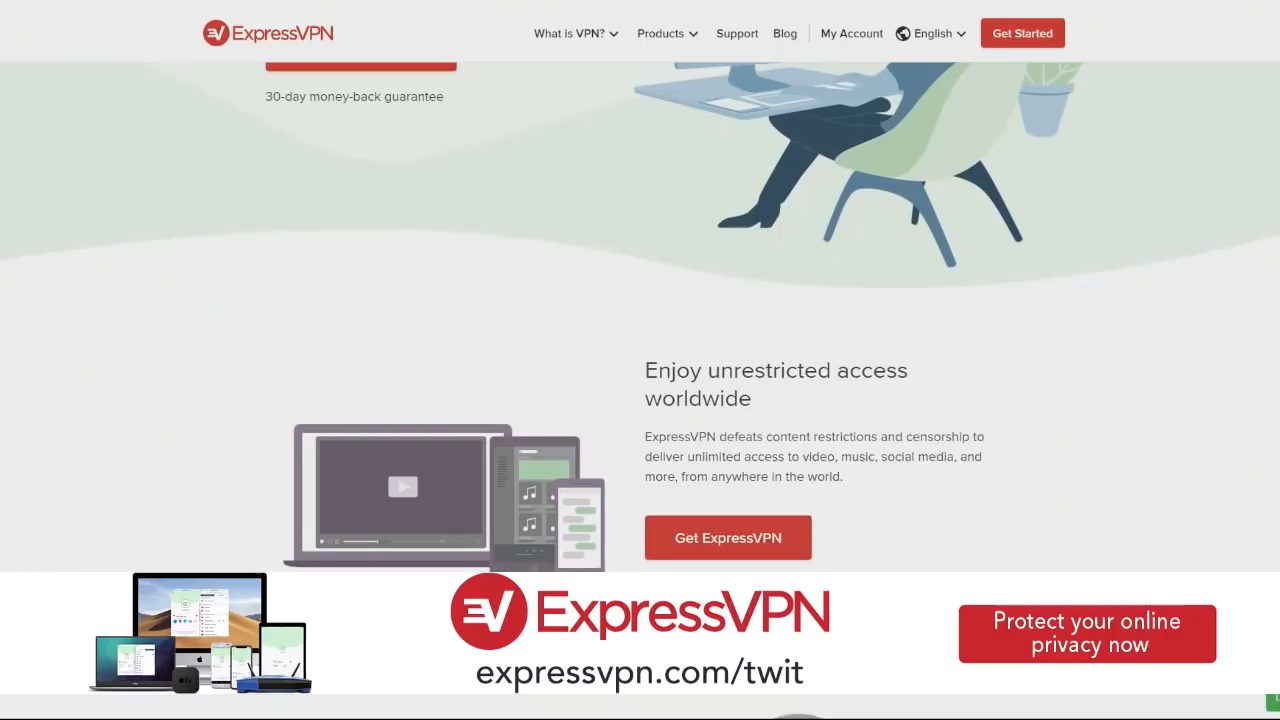 ExpressVPN
What is VPN? Products Support Blog My Account English Get Started
30-day money-back guarantee
Enjoy unrestricted access
worldwide
ExpressVPN defeats content restrictions and censorship to
deliver unlimited access to video, music, social media, and
more, from anywhere in the world.
Get ExpressVPN
ExpressVPN
expressvpn.com/twit
Protect your online
privacy now